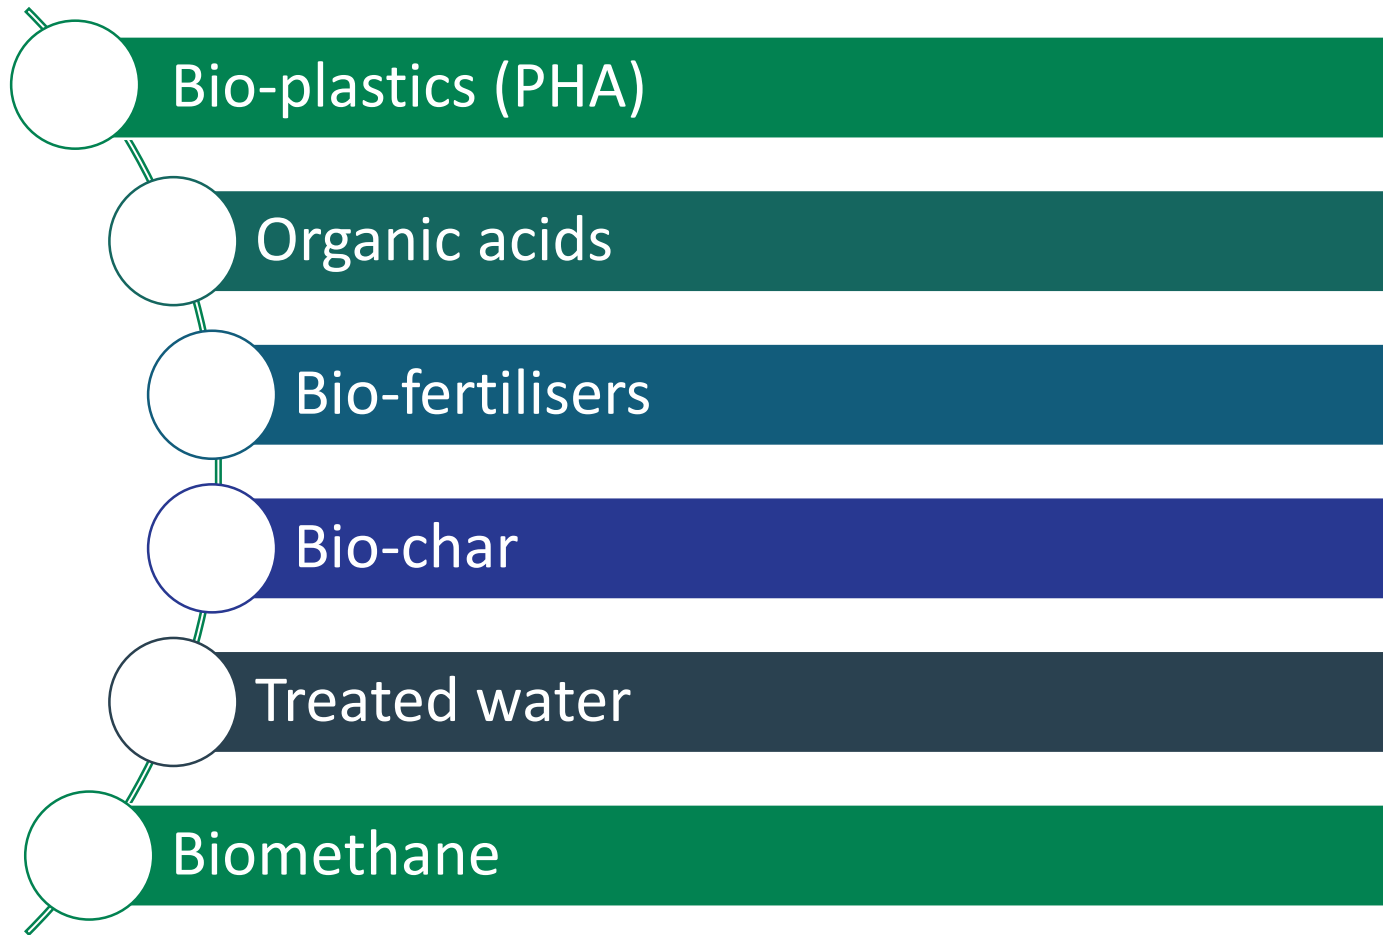 Bio-plastics (PHA)
Organic acids
Bio-fertilisers
Bio-char
Treated water
Biomethane